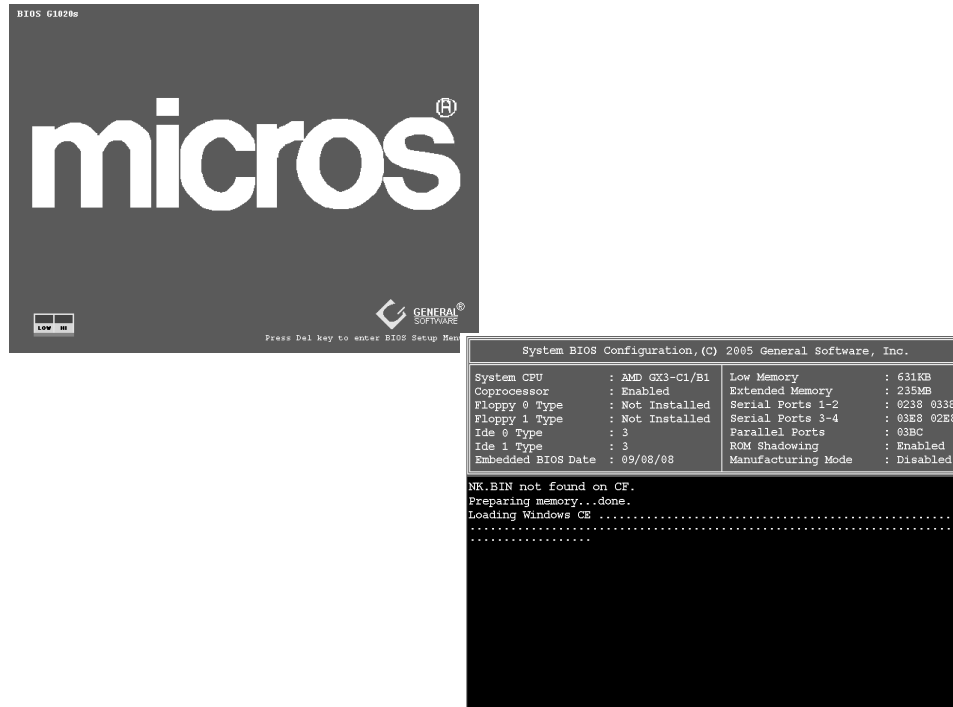 BIOS G1020s
micros®
LOW HI
GENERAL®
SOFTWARE
Press Del key to enter BIOS Setup Men
System BIOS Configuration,(C) 2005 General Software, Inc.
System CPU : AMD GX3-C1/B1 Low Memory : 631KB
Coprocessor : Enabled Extended Memory : 235MB
Floppy 0 Type : Not Installed Serial Ports 1-2 : 0238 0338
Floppy 1 Type : Not Installed Serial Ports 3-4 : 03E8 02E8
Ide 0 Type : 3 Parallel Ports : 03BC
Ide 1 Type : 3 ROM Shadowing : Enabled
Embedded BIOS Date : 09/08/08 Manufacturing Mode : Disabled
NK.BIN not found on CF.
Preparing memory...done.
Loading Windows CE ....................................................
.......................................................................
..................